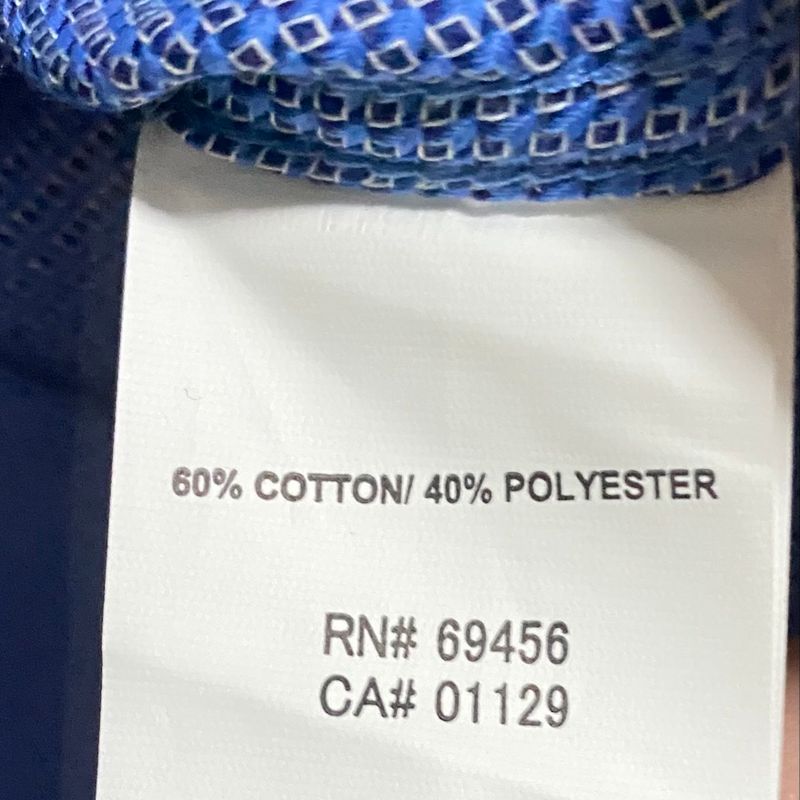 60% COTTON/ 40% POLYESTER
RN# 69456
CA# 01129